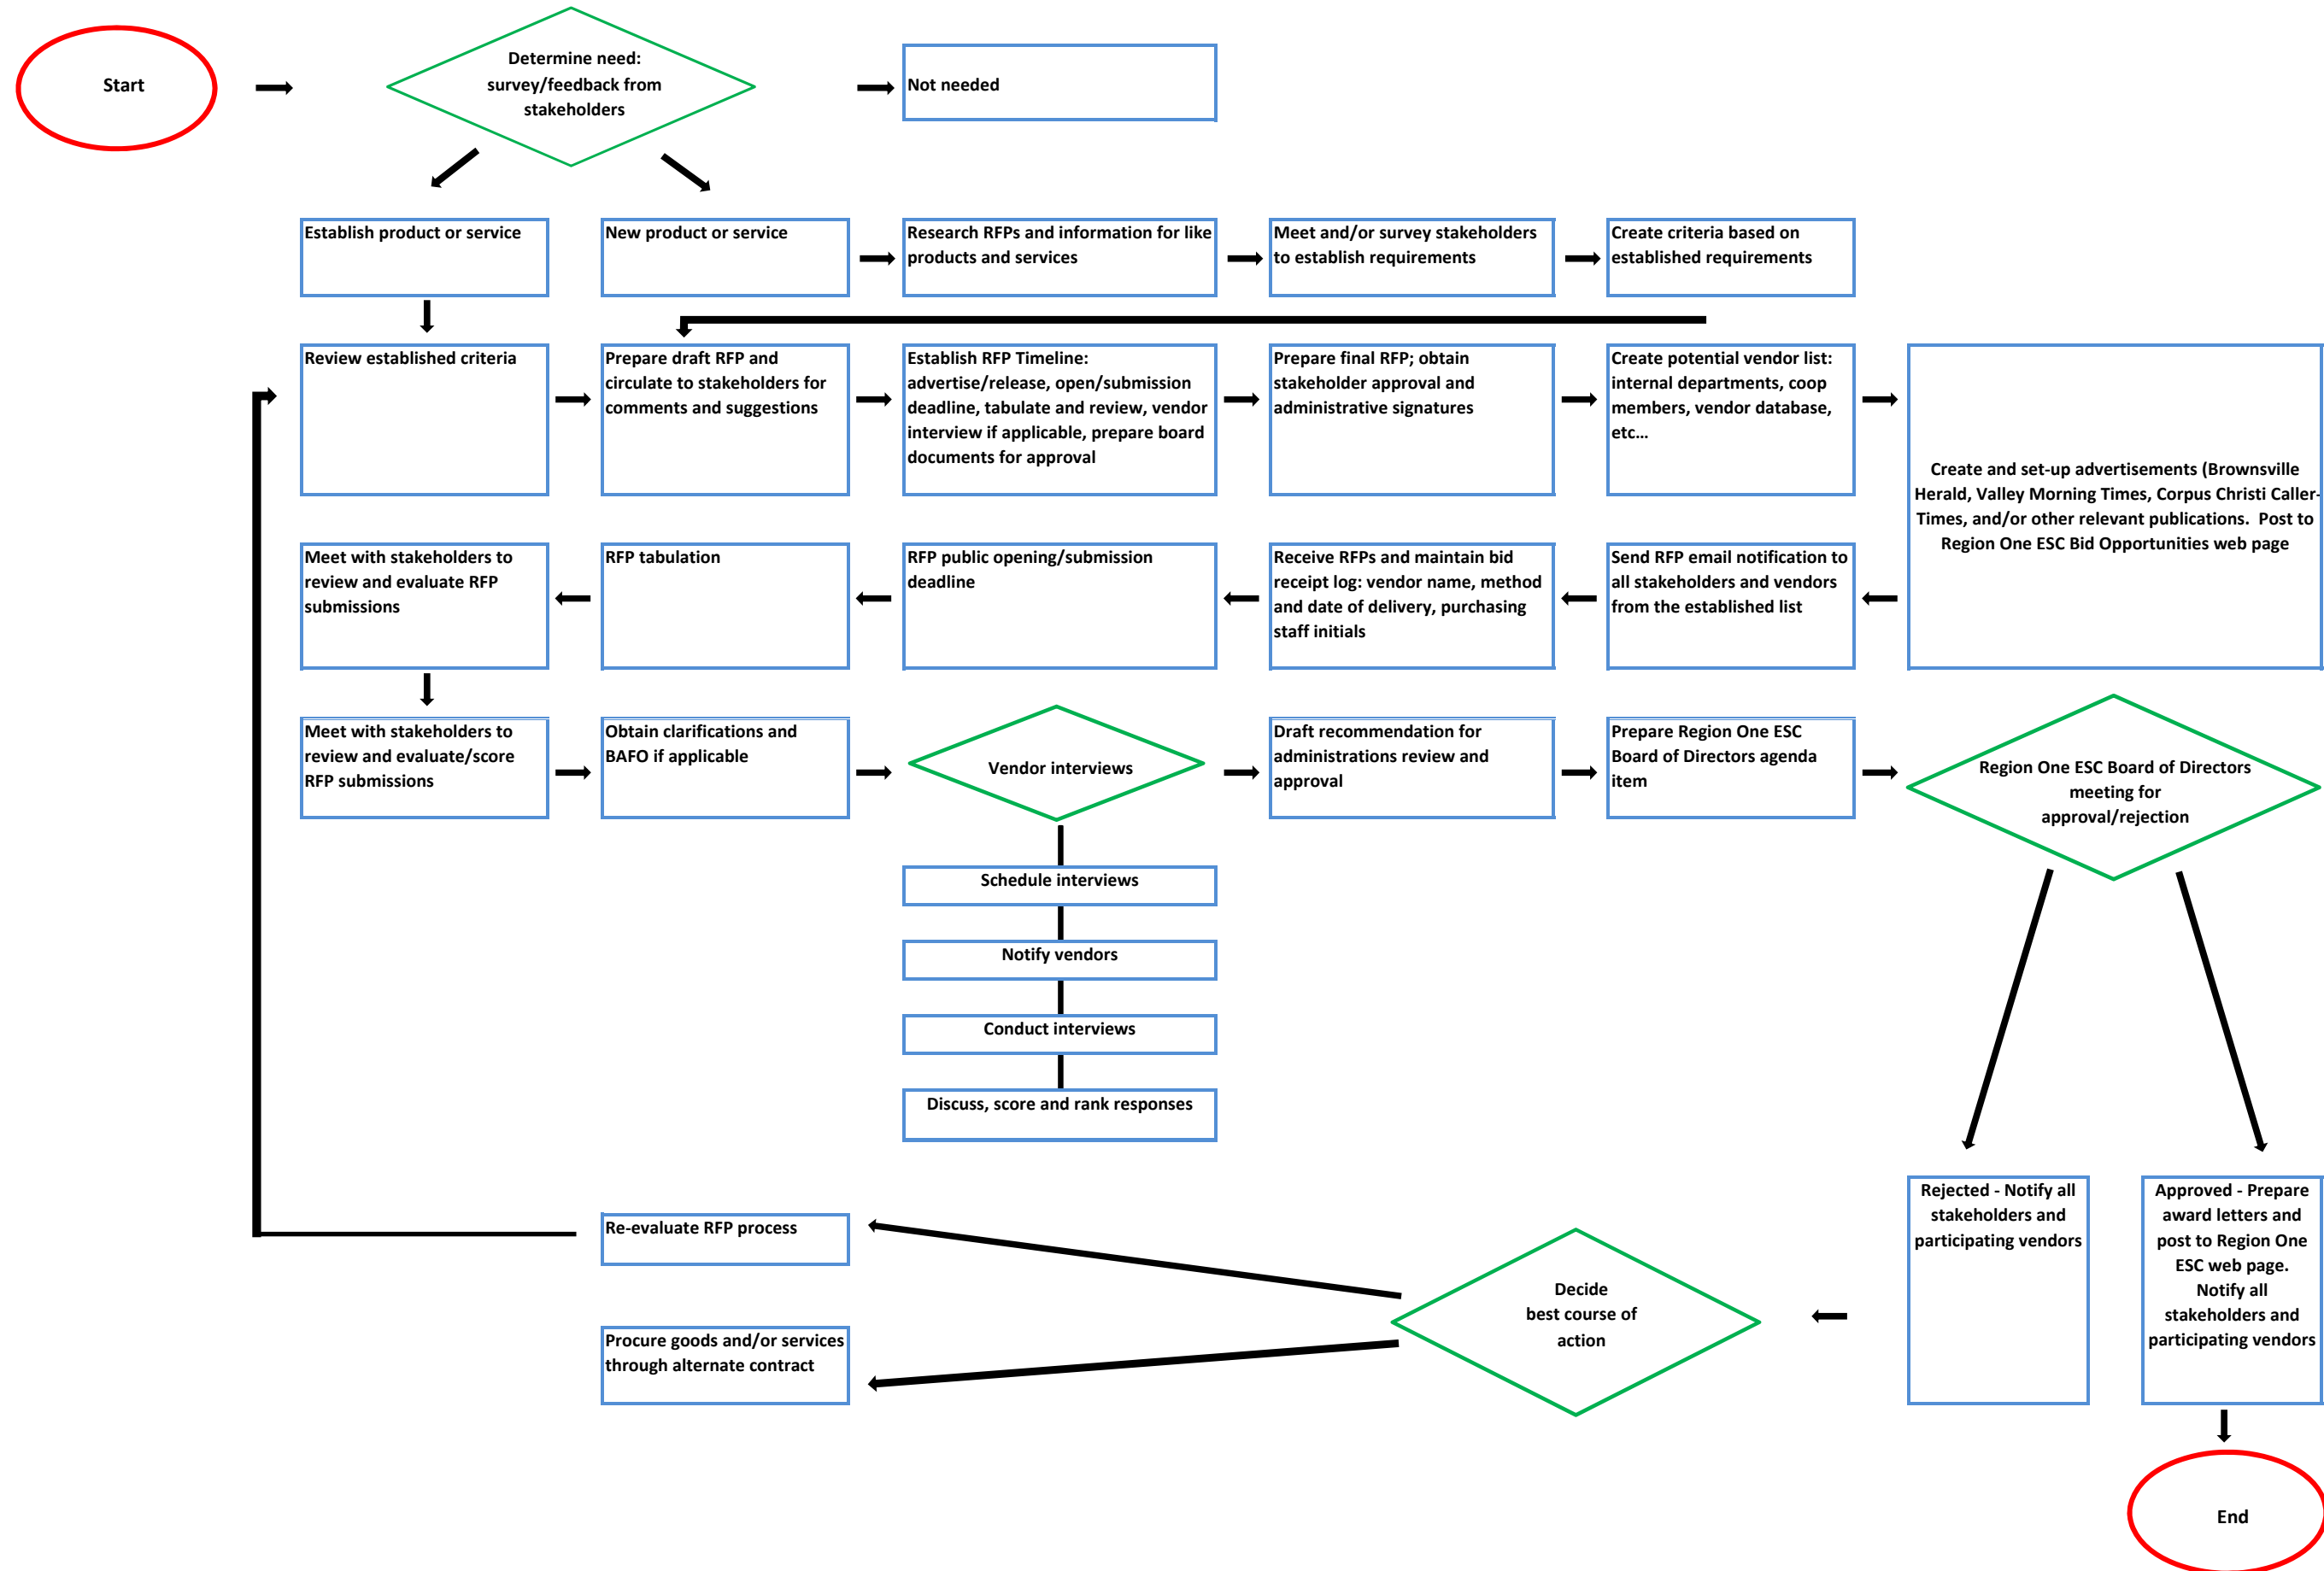 Start
Determine need:
survey/feedback from
stakeholders
Not needed
Establish product or service
New product or service
Research RFPs and information for like
products and services
Meet and/or survey stakeholders
to establish requirements
Create criteria based on
established requirements
Review established criteria
Prepare draft RFP and
circulate to stakeholders for
comments and suggestions
Establish RFP Timeline:
advertise/release, open/submission
deadline, tabulate and review, vendor
interview if applicable, prepare board
documents for approval
Prepare final RFP; obtain
stakeholder approval and
administrative signatures
Create potential vendor list:
internal departments, coop
members, vendor database,
etc...
Create and set-up advertisements (Brownsville
Herald, Valley Morning Times, Corpus Christi Caller-
Times, and/or other relevant publications.  Post to
Region One ESC Bid Opportunities web page
Meet with stakeholders to
review and evaluate RFP
submissions
RFP tabulation
RFP public opening/submission
deadline
Receive RFPs and maintain bid
receipt log: vendor name, method
and date of delivery, purchasing
staff initials
Send RFP email notification to
all stakeholders and vendors
from the established list
Meet with stakeholders to
review and evaluate/score
RFP submissions
Obtain clarifications and
BAFO if applicable
Vendor interviews
Draft recommendation for
administrations review and
approval
Prepare Region One ESC
Board of Directors agenda
item
Region One ESC Board of Directors
meeting for
approval/rejection
Schedule interviews
Notify vendors
Conduct interviews
Discuss, score and rank responses
Rejected - Notify all
stakeholders and
participating vendors
Approved - Prepare
award letters and
post to Region One
ESC web page.
Notify all
stakeholders and
participating vendors
Re-evaluate RFP process
Decide
best course of
action
Procure goods and/or services
through alternate contract
End